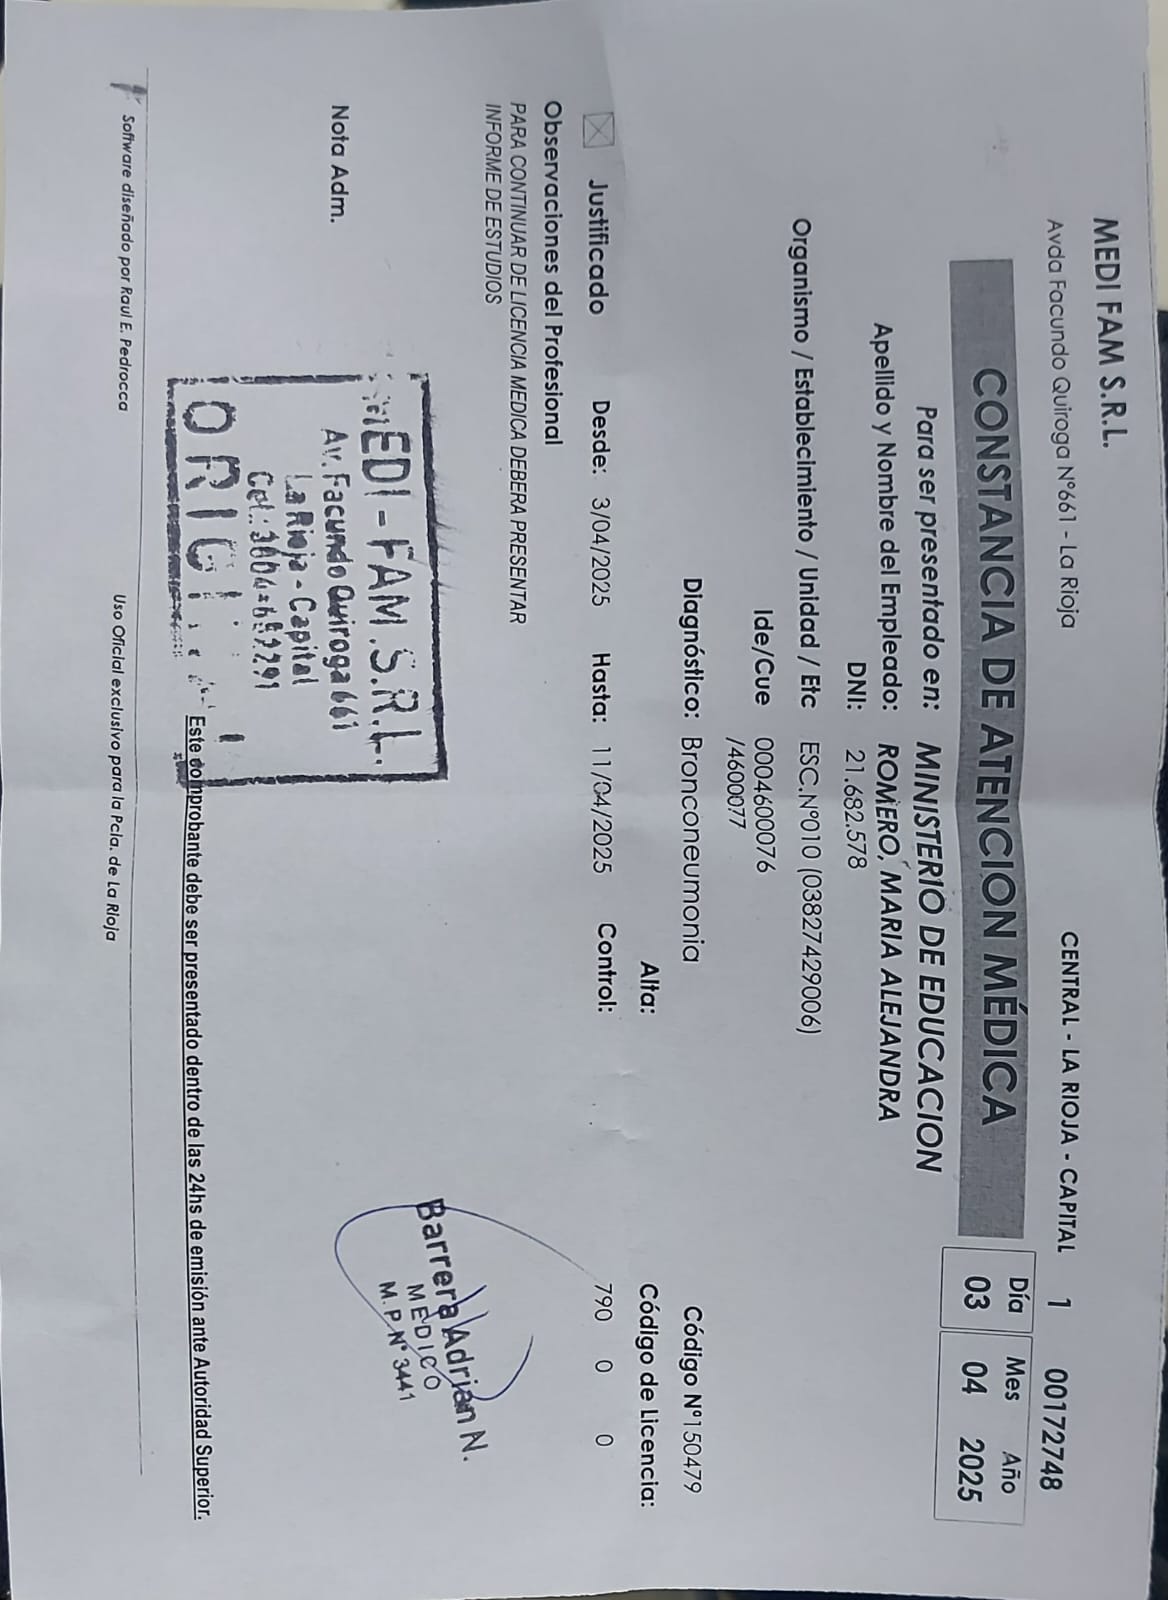 MEDI FAM S.R.L.
Avda Facundo Quiroga Nº661 - La Rioja
CENTRAL - LA RIOJA - CAPITAL 1 00172748
CONSTANCIA DE ATENCION MÉDICA
Día Mes Año
03 04 2025
Para ser presentado en: MINISTERIO DE EDUCACION
Apellido y Nombre del Empleado: ROMERO, MARIA ALEJANDRA
DNI: 21.682.578
Organismo / Establecimiento / Unidad / Etc ESC.Nº010 (03827429006)
Ide/Cue 0004600076
/4600077
Diagnóstico: Bronconeumonia Código Nº150479
Alta: Código de Licencia:
Justificado Desde: 3/04/2025 Hasta: 11/04/2025 Control: 790 0 0
Observaciones del Profesional
PARA CONTINUAR DE LICENCIA MEDICA DEBERA PRESENTAR
INFORME DE ESTUDIOS
Barrera Adrián N.
MEDICO
M.P.Nº 3441
Nota Adm.
MEDI-FAM.S.R.L.
Av. Facundo Quiroga 661
La Rioja - Capital
Cel.:
Este comprobante debe ser presentado dentro de las 24hs de emisión ante Autoridad Superior.
Software diseñado por Raul E. Pedrocca Uso Oficial exclusivo para la Pcia. de La Rioja